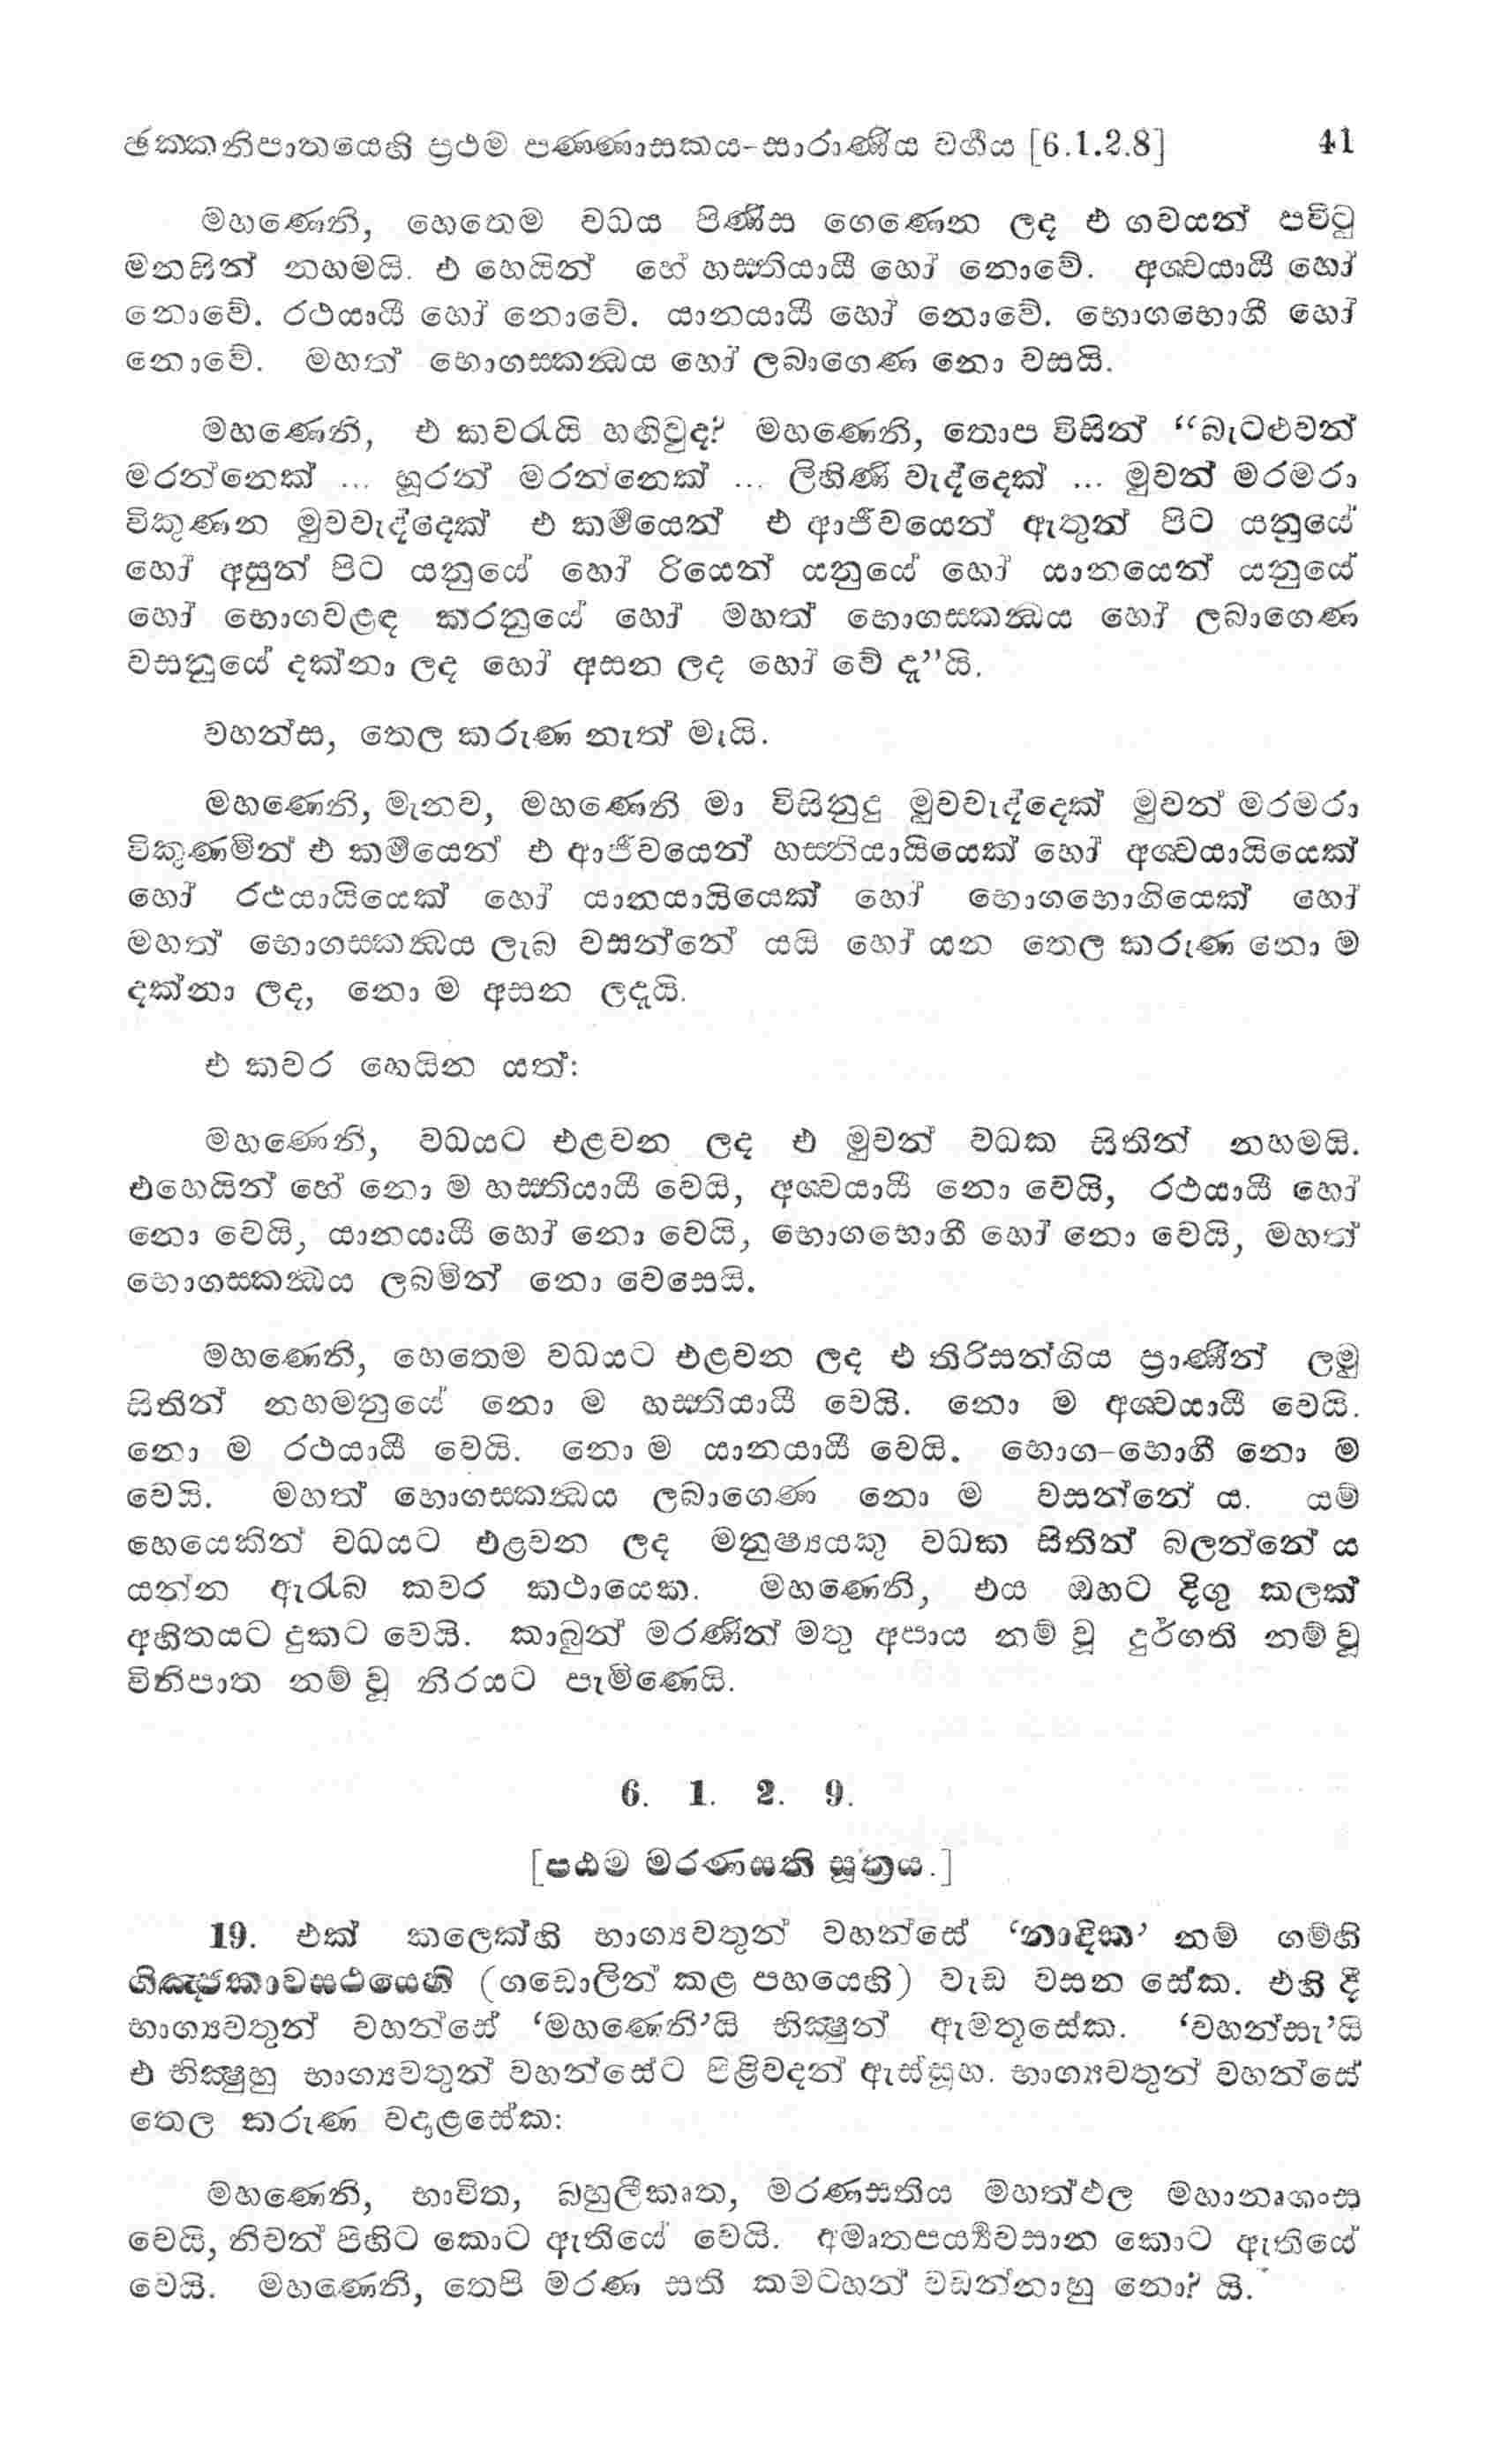 ඡක්කනිපාතයෙහි ප්‍රථම පණ්ණාසකය-සාරාණීය වර්‍ගය [6.1.2.8] 41
මහණෙනි, හෙතෙම වධය පිණිස ගෙණෙන ලද එ ගවයන් පවිටු
මනසින් නහමයි. එ හෙයින් හේ හස්තියායී හෝ නොවේ. අශ්වයායී හෝ
නොවේ. රථයායී හෝ නොවේ. යානයායී හෝ නොවේ. භොගභොගී හෝ
නොවේ. මහත් භොගස්කන්‍ධය හෝ ලබාගෙණ නො වසයි.
මහණෙනි, එ කවරැයි හඟිවුද? මහණෙනි, තොප විසින් “බැටළුවන්
මරන්නෙක් ... හූරන් මරන්නෙක් ... ලිහිණි වැද්දෙක් ... මුවන් මරමරා
විකුණන මුවවැද්දෙක් එ කර්‍මයෙන් එ ආජීවයෙන් ඇතුන් පිට යනුයේ
හෝ අසුන් පිට යනුයේ හෝ රියෙන් යනුයේ හෝ යානයෙන් යනුයේ
හෝ භොගවළඳ කරනුයේ හෝ මහත් භොගස්කන්‍ධය හෝ ලබාගෙණ
වසනුයේ දක්නා ලද හෝ අසන ලද හෝ වේ දැ”යි.
වහන්ස, තෙල කරුණ නැත් මැයි.
මහණෙනි, මැනව, මහණෙනි මා විසිනුදු මුවවැද්දෙක් මුවන් මරමරා
විකුණමින් එ කර්‍මයෙන් එ ආජීවයෙන් හස්තියායියෙක් හෝ අශ්වයායියෙක්
හෝ රථයායියෙක් හෝ යානයායියෙක් හෝ භොගභොගියෙක් හෝ
මහත් භොගස්කන්‍ධය ලැබ වසන්නේ යයි හෝ යන තෙල කරුණ නො ම
දක්නා ලද, නො ම අසන ලදැයි.
එ කවර හෙයින යත්:
මහණෙනි, වධයට එළවන ලද එ මුවන් වධක සිතින් නහමයි.
එහෙයින් හේ නො ම හස්තියායී වෙයි, අශ්වයායී නො වෙයි, රථයායී හෝ
නො වෙයි, යානයායී හෝ නො වෙයි, භොගභොගී හෝ නො වෙයි, මහත්
භොගස්කන්‍ධය ලබමින් නො වෙසෙයි.
මහණෙනි, හෙතෙම වධයට එළවන ලද එ තිරිසන්ගිය ප්‍රාණීන් ලමු
සිතින් නහමනුයේ නො ම හස්තියායී වෙයි. නො ම අශ්වයායී වෙයි.
නො ම රථයායී වෙයි. නො ම යානයායී වෙයි. භොග-භොගී නො ම
වෙයි. මහත් භොගස්කන්‍ධය ලබාගෙණ නො ම වසන්නේ ය. යම්
හෙයෙකින් වධයට එළවන ලද මනුෂ්‍යයකු වධක සිතින් බලන්නේ ය
යන්න ඇරැබ කවර කථායෙක. මහණෙනි, එය ඔහට දිගු කලක්
අහිතයට දුකට වෙයි. කාබුන් මරණින් මතු අපාය නම් වූ දුර්ගති නම් වූ
විනිපාත නම් වූ නිරයට පැමිණෙයි.
6. 1. 2. 9.
[පඨම මරණසති සූත්‍රය.]
19. එක් කලෙක්හි භාග්‍යවතුන් වහන්සේ ‘නාදික’ නම් ගම්හි
ගිඤ්ජකාවසථයෙහි (ගඩොලින් කළ පහයෙහි) වැඩ වසන සේක. එහි දී
භාග්‍යවතුන් වහන්සේ ‘මහණෙනි’යි භික්‍ෂූන් ඇමතූසේක. ‘වහන්සැ’යි
එ භික්‍ෂුහු භාග්‍යවතුන් වහන්සේට පිළිවදන් ඇස්සූහ. භාග්‍යවතුන් වහන්සේ
තෙල කරුණ වදාළසේක:
මහණෙනි, භාවිත, බහුලීකෘත, මරණසතිය මහත්ඵල මහානෘශංස
වෙයි, නිවන් පිහිට කොට ඇතියේ වෙයි. අමෘතපර්‍ය්‍යවසාන කොට ඇතියේ
වෙයි. මහණෙනි, තෙපි මරණ සති කමටහන් වඩන්නාහු නො? යි.